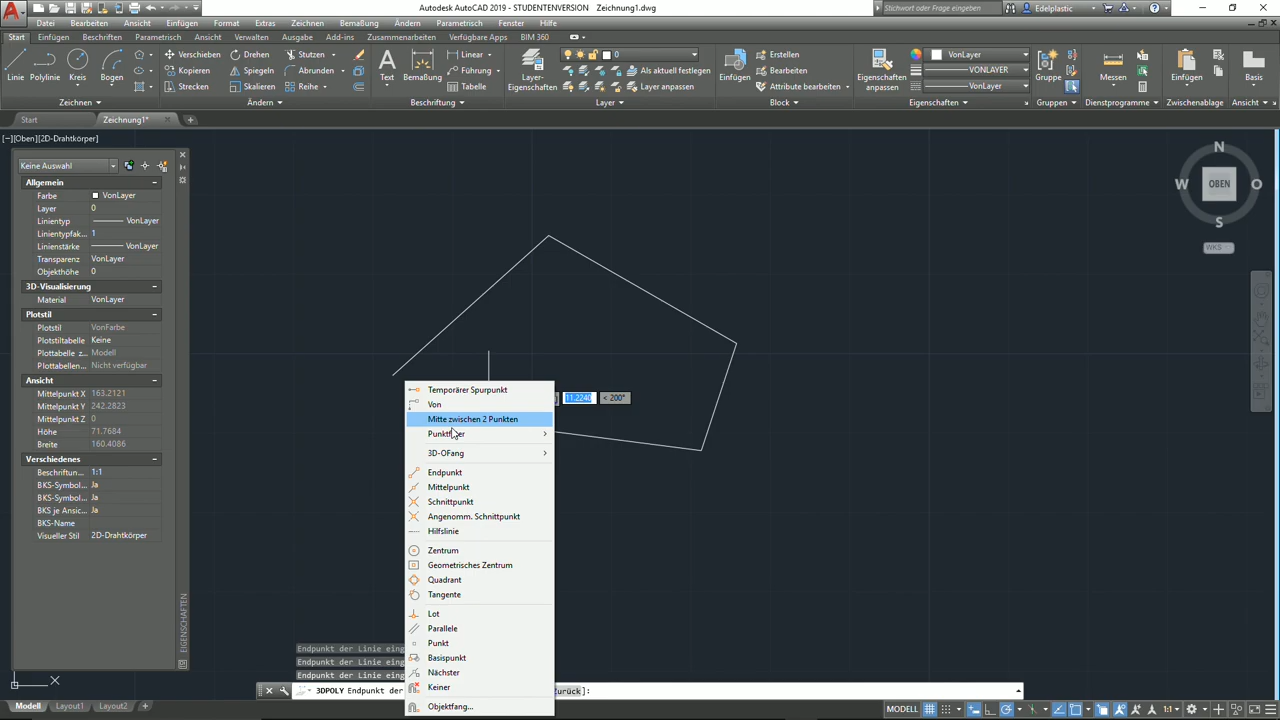 Autodesk AutoCAD 2019 - STUDENTENVERSION Zeichnung1.dwg
Stichwort oder Frage eingeben
Edelplastic
Datei Bearbeiten Ansicht Einfügen Format Extras Zeichnen Bemaßung Ändern Parametrisch Fenster Hilfe
Start Einfügen Beschriften Parametrisch Ansicht Verwalten Ausgabe Add-ins Zusammenarbeiten Verfügbare Apps BIM 360
Linie Polylinie Kreis Bogen
Zeichnen
Verschieben Drehen Stutzen
Kopieren Spiegeln Abrunden
Strecken Skalieren Reihe
Ändern
Text Bemaßung
Linear
Führung
Tabelle
Beschriftung
Layer-
Eigenschaften
0
Als aktuell festlegen
Layer anpassen
Layer
Einfügen
Erstellen
Bearbeiten
Attribute bearbeiten
Block
Eigenschaften
anpassen
VonLayer
VONLAYER
VonLayer
Eigenschaften
Gruppe
Gruppen
Messen
Dienstprogramme
Einfügen
Zwischenablage
Basis
Ansicht
Start Zeichnung1*
[−][Oben][2D-Drahtkörper]
Keine Auswahl
Allgemein
Farbe VonLayer
Layer 0
Linientyp VonLayer
Linientypfak... 1
Linienstärke VonLayer
Transparenz VonLayer
Objekthöhe 0
3D-Visualisierung
Material VonLayer
Plotstil
Plotstil VonFarbe
Plotstiltabelle Keine
Plottabelle z... Modell
Plottabellen... Nicht verfügbar
Ansicht
Mittelpunkt X 163.2121
Mittelpunkt Y 242.2823
Mittelpunkt Z 0
Höhe 71.7684
Breite 160.4086
Verschiedenes
Beschriftun... 1:1
BKS-Symbol... Ja
BKS-Symbol... Ja
BKS je Ansic... Ja
BKS-Name
Visueller Stil 2D-Drahtkörper
EIGENSCHAFTEN
N
W OBEN O
S
WKS
11.2240 < 200°
Temporärer Spurpunkt
Von
Mitte zwischen 2 Punkten
3D-OFang
Endpunkt
Mittelpunkt
Schnittpunkt
Angenomm. Schnittpunkt
Hilfslinie
Zentrum
Geometrisches Zentrum
Quadrant
Tangente
Lot
Parallele
Punkt
Basispunkt
Nächster
Keiner
Objektfang...
Endpunkt der Linie eing
Endpunkt der Linie eing
Endpunkt der Linie eing
3DPOLY Endpunkt der Zurück]:
X
Modell Layout1 Layout2
MODELL 1:1